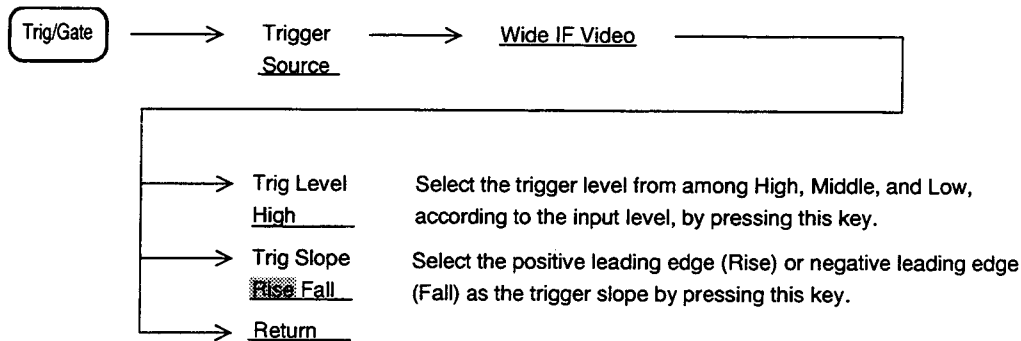 Trig/Gate Trigger Wide IF Video
Source
Trig Level Select the trigger level from among High, Middle, and Low,
High according to the input level, by pressing this key.
Trig Slope Select the positive leading edge (Rise) or negative leading edge
Rise Fall (Fall) as the trigger slope by pressing this key.
Return